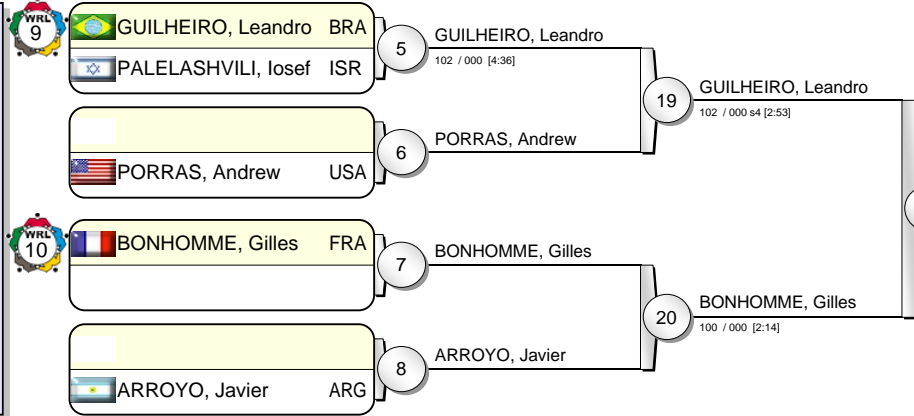 WRL
9
GUILHEIRO, Leandro BRA
PALELASHVILI, Iosef ISR
5
GUILHEIRO, Leandro
102 / 000 [4:36]
PORRAS, Andrew USA
6
PORRAS, Andrew
19
GUILHEIRO, Leandro
102 / 000 s4 [2:53]
WRL
10
BONHOMME, Gilles FRA
7
BONHOMME, Gilles
ARROYO, Javier ARG
8
ARROYO, Javier
20
BONHOMME, Gilles
100 / 000 [2:14]